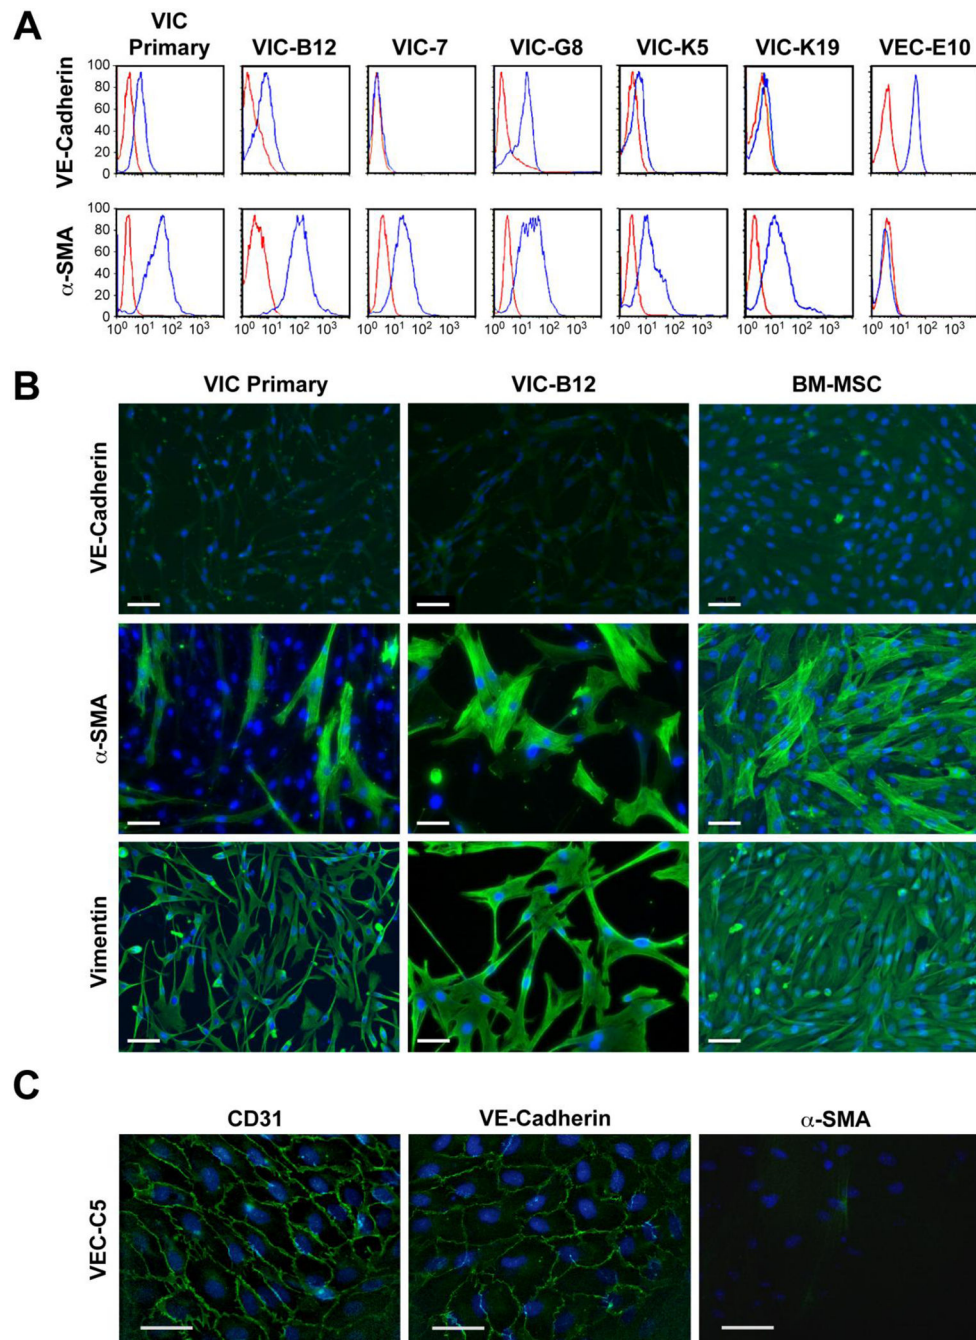 A
VIC
Primary VIC-B12 VIC-7 VIC-G8 VIC-K5 VIC-K19 VEC-E10
VE-Cadherin
100
80
60
40
20
0
α-SMA
100
80
60
40
20
0
10⁰ 10¹ 10² 10³ 10⁰ 10¹ 10² 10³ 10⁰ 10¹ 10² 10³ 10⁰ 10¹ 10² 10³ 10⁰ 10¹ 10² 10³ 10⁰ 10¹ 10² 10³ 10⁰ 10¹ 10² 10³
B
VIC Primary VIC-B12 BM-MSC
VE-Cadherin
α-SMA
Vimentin
C
CD31 VE-Cadherin α-SMA
VEC-C5